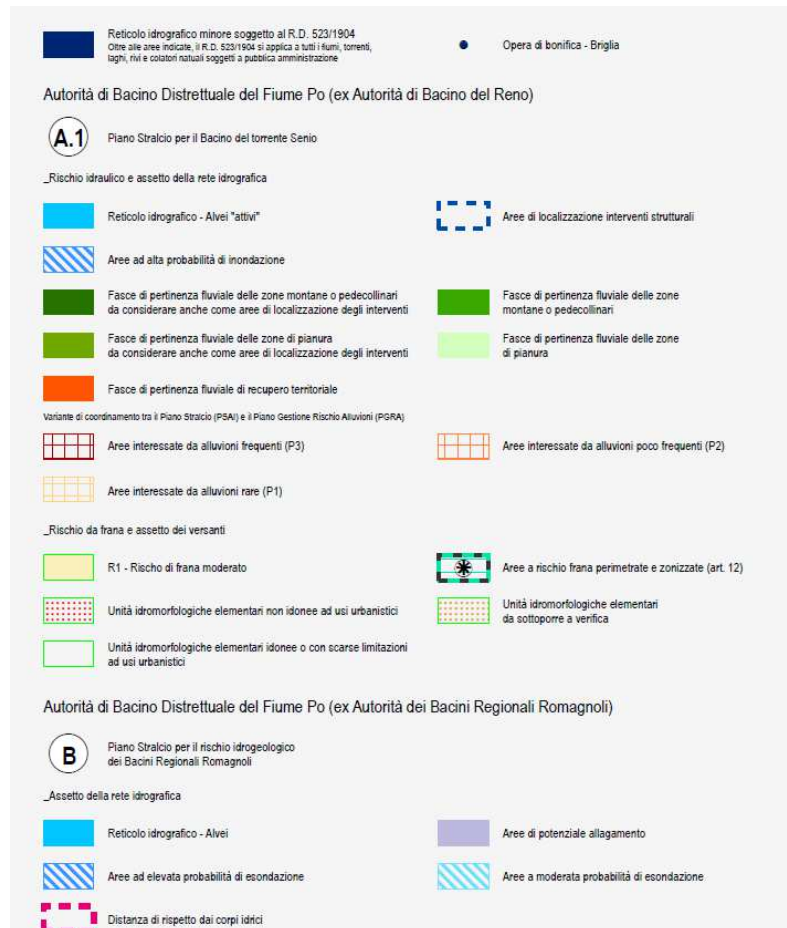 Reticolo idrografico minore soggetto al R.D. 523/1904
Oltre alle aree indicate, il R.D. 523/1904 si applica a tutti i fiumi, torrenti,
laghi, rivi e colatori natuali soggetti a pubblica amministrazione
Opera di bonifica - Briglia
Autorità di Bacino Distrettuale del Fiume Po (ex Autorità di Bacino del Reno)
A.1
Piano Stralcio per il Bacino del torrente Senio
_Rischio idraulico e assetto della rete idrografica
Reticolo idrografico - Alvei "attivi"
Aree di localizzazione interventi strutturali
Aree ad alta probabilità di inondazione
Fasce di pertinenza fluviale delle zone montane o pedecollinari
da considerare anche come aree di localizzazione degli interventi
Fasce di pertinenza fluviale delle zone
montane o pedecollinari
Fasce di pertinenza fluviale delle zone di pianura
da considerare anche come aree di localizzazione degli interventi
Fasce di pertinenza fluviale delle zone
di pianura
Fasce di pertinenza fluviale di recupero territoriale
Variante di coordinamento tra il Piano Stralcio (PSAI) e il Piano Gestione Rischio Alluvioni (PGRA)
Aree interessate da alluvioni frequenti (P3)
Aree interessate da alluvioni poco frequenti (P2)
Aree interessate da alluvioni rare (P1)
_Rischio da frana e assetto dei versanti
R1 - Rischo di frana moderato
Aree a rischio frana perimetrate e zonizzate (art. 12)
Unità idromorfologiche elementari non idonee ad usi urbanistici
Unità idromorfologiche elementari
da sottoporre a verifica
Unità idromorfologiche elementari idonee o con scarse limitazioni
ad usi urbanistici
Autorità di Bacino Distrettuale del Fiume Po (ex Autorità dei Bacini Regionali Romagnoli)
B
Piano Stralcio per il rischio idrogeologico
dei Bacini Regionali Romagnoli
_Assetto della rete idrografica
Reticolo idrografico - Alvei
Aree di potenziale allagamento
Aree ad elevata probabilità di esondazione
Aree a moderata probabilità di esondazione
Distanza di rispetto dai corpi idrici